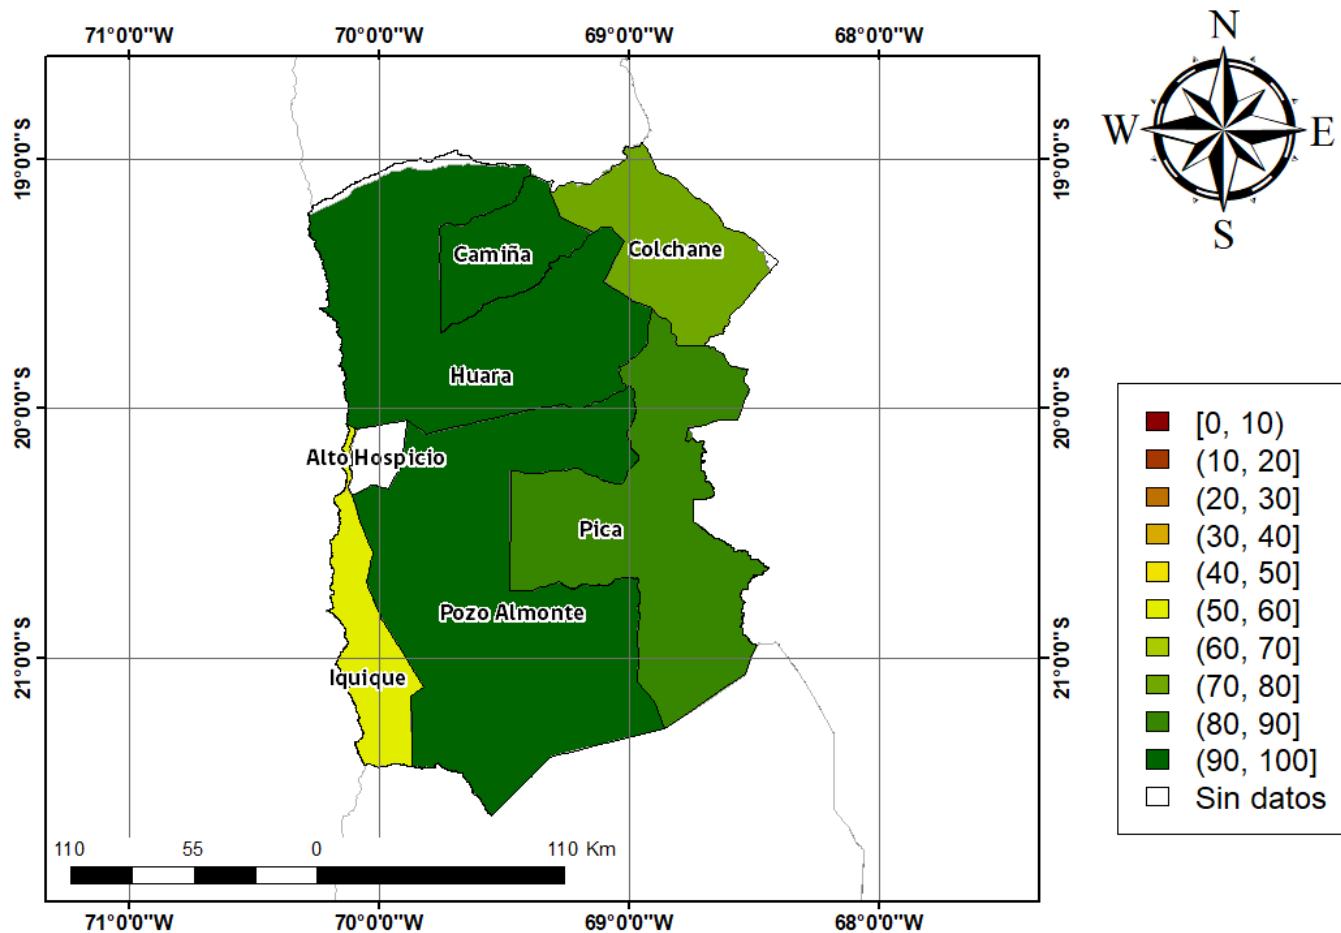 71°0'0"W 70°0'0"W 69°0'0"W 68°0'0"W
N
W E
S
19°0'0"S 19°0'0"S
20°0'0"S 20°0'0"S
21°0'0"S 21°0'0"S
Camiña
Colchane
Huara
Alto Hospicio
Pica
Pozo Almonte
Iquique
110 55 0 110 Km
71°0'0"W 70°0'0"W 69°0'0"W 68°0'0"W
[0, 10)
(10, 20]
(20, 30]
(30, 40]
(40, 50]
(50, 60]
(60, 70]
(70, 80]
(80, 90]
(90, 100]
Sin datos